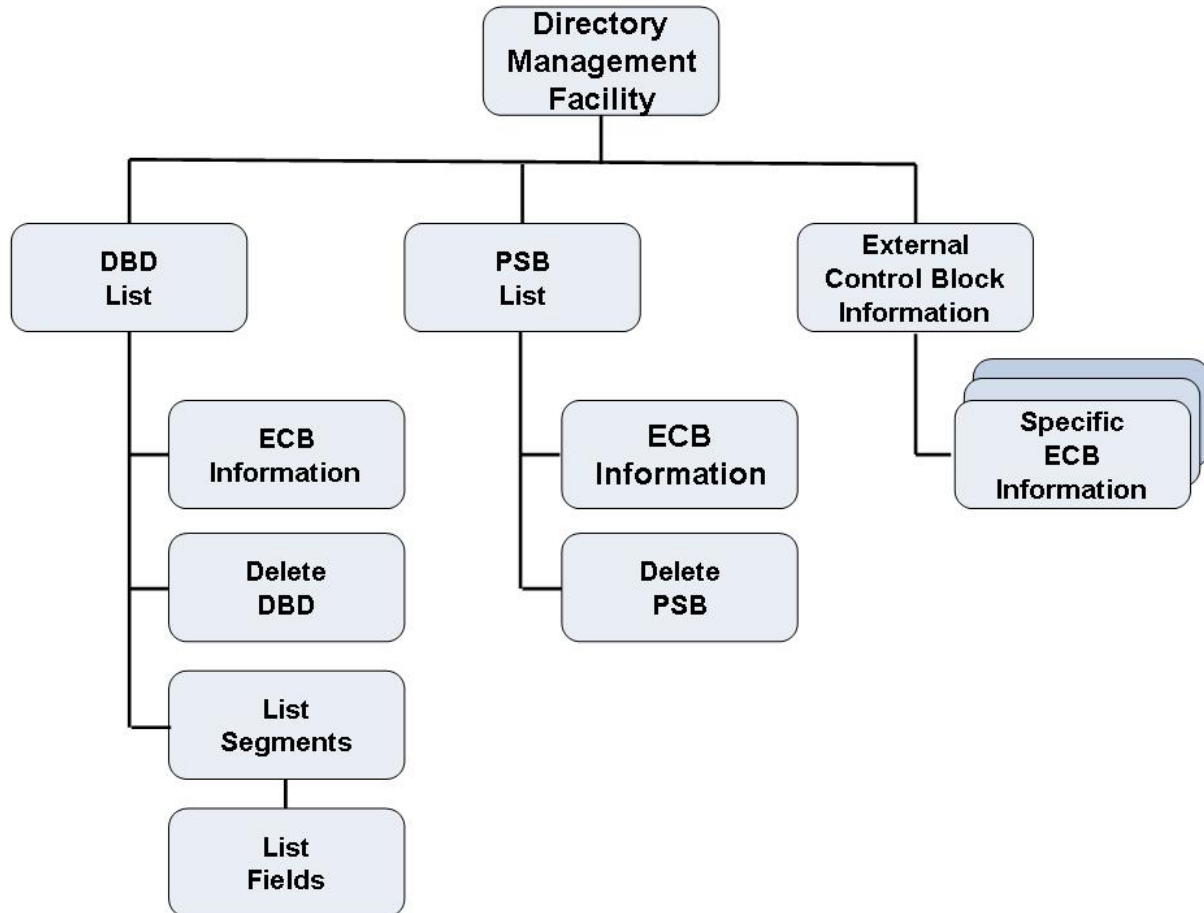 Directory
Management
Facility
DBD
List
PSB
List
External
Control Block
Information
ECB
Information
Delete
DBD
List
Segments
List
Fields
ECB
Information
Delete
PSB
Specific
ECB
Information